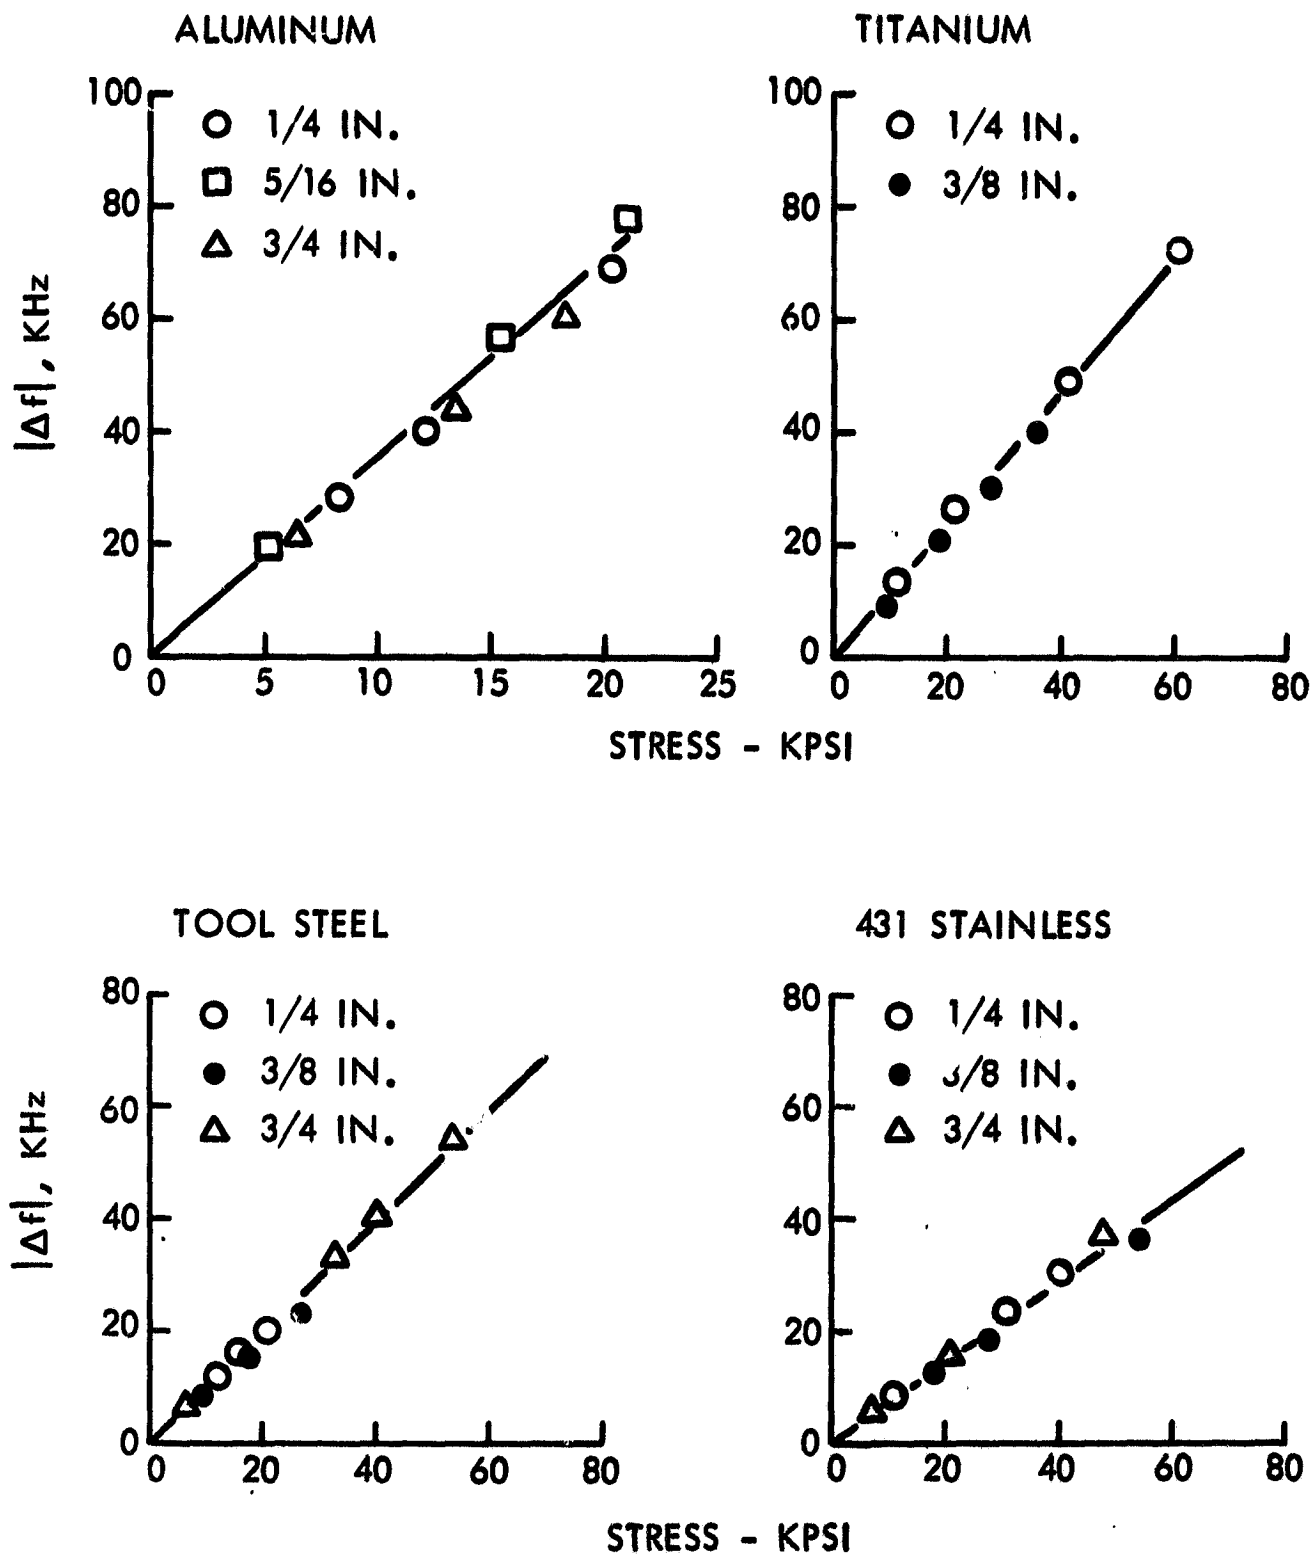 ALUMINUM
100
80
60
40
20
0
○ 1/4 IN.
□ 5/16 IN.
△ 3/4 IN.
|Δf|, KHz
0 5 10 15 20 25
TITANIUM
100
80
60
40
20
0
○ 1/4 IN.
● 3/8 IN.
0 20 40 60 80
STRESS – KPSI
TOOL STEEL
80
60
40
20
0
○ 1/4 IN.
● 3/8 IN.
△ 3/4 IN.
|Δf|, KHz
0 20 40 60 80
431 STAINLESS
80
60
40
20
0
○ 1/4 IN.
● 3/8 IN.
△ 3/4 IN.
0 20 40 60 80
STRESS – KPSI